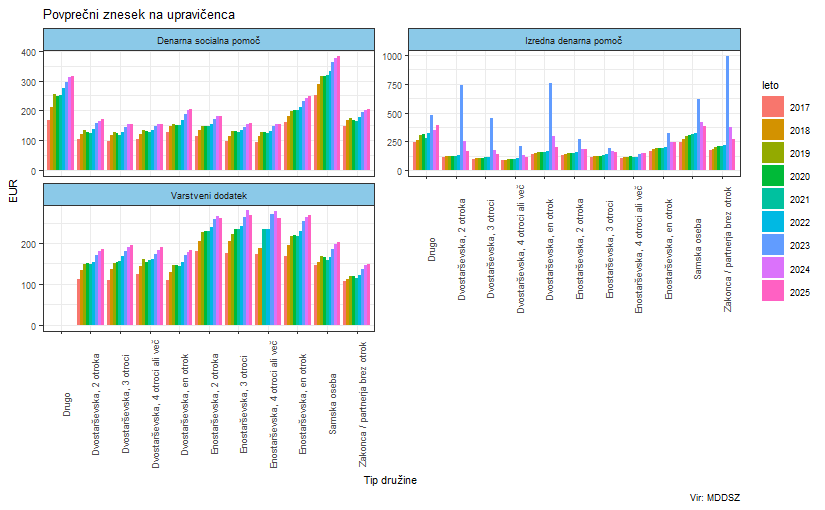 Povprečni znesek na upravičenca
Denarna socialna pomoč
Izredna denarna pomoč
400
300
200
100
0
1000
750
500
250
0
Varstveni dodatek
200
100
0
EUR
Drugo
Dvostarševska, 2 otroka
Dvostarševska, 3 otroci
Dvostarševska, 4 otroci ali več
Dvostarševska, en otrok
Enostarševska, 2 otroka
Enostarševska, 3 otroci
Enostarševska, 4 otroci ali več
Enostarševska, en otrok
Samska oseba
Zakonca / partnerja brez otrok
Drugo
Dvostarševska, 2 otroka
Dvostarševska, 3 otroci
Dvostarševska, 4 otroci ali več
Dvostarševska, en otrok
Enostarševska, 2 otroka
Enostarševska, 3 otroci
Enostarševska, 4 otroci ali več
Enostarševska, en otrok
Samska oseba
Zakonca / partnerja brez otrok
Tip družine
leto
2017
2018
2019
2020
2021
2022
2023
2024
2025
Vir: MDDSZ